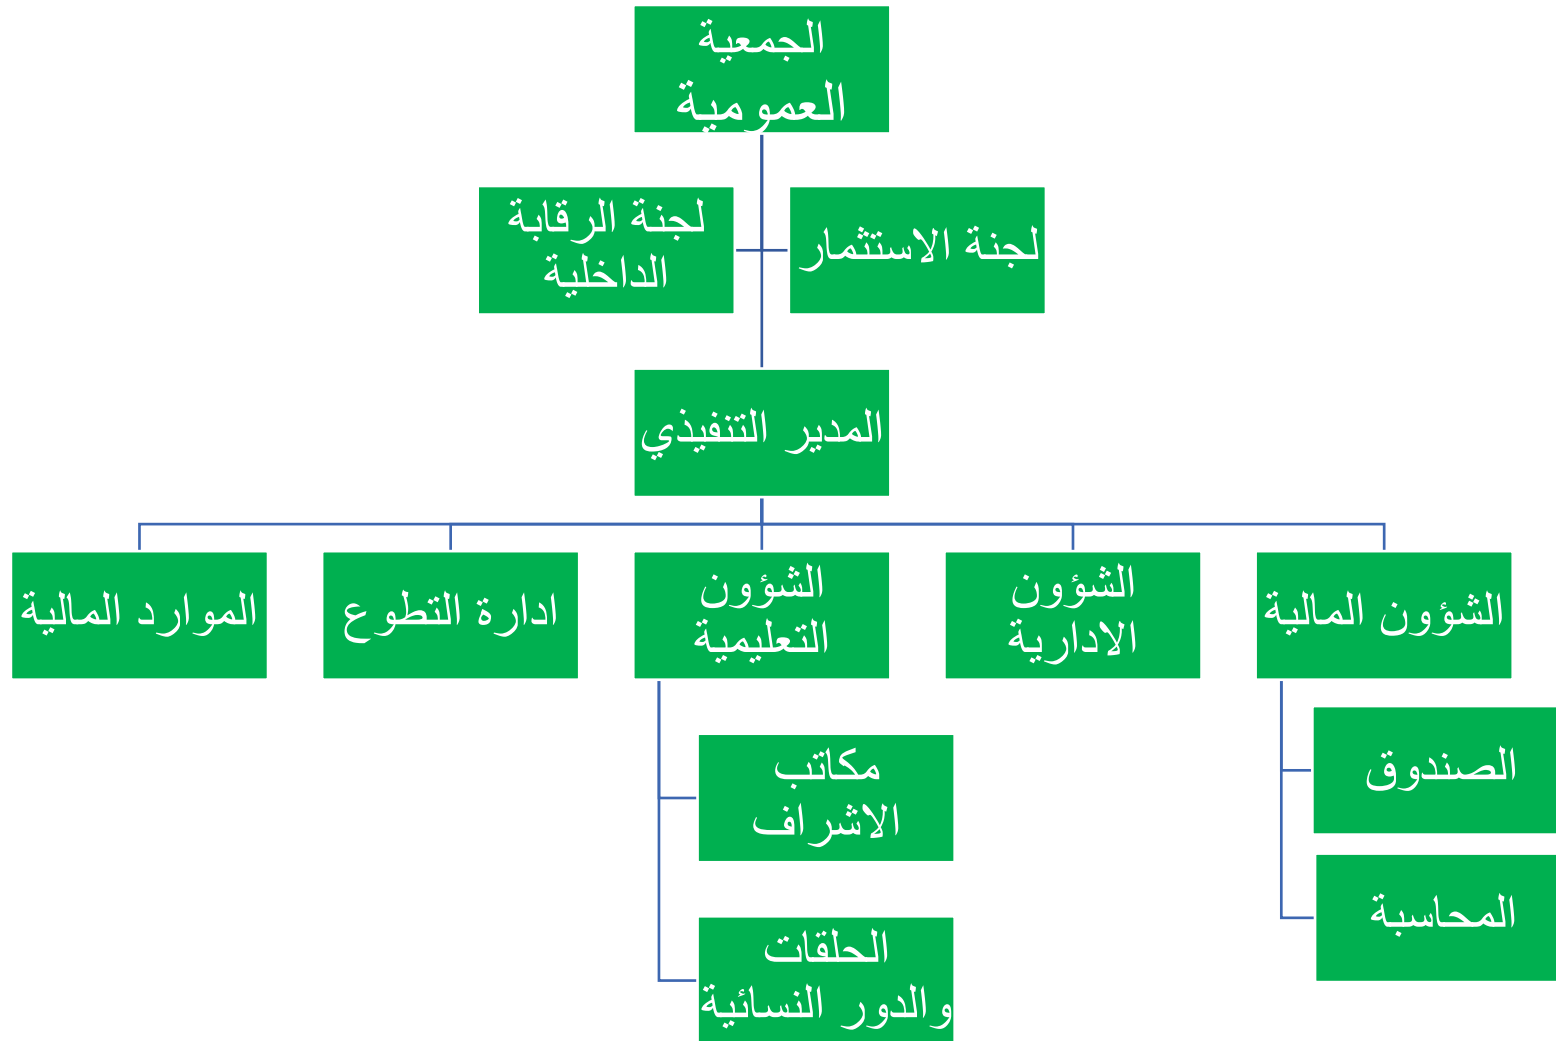 الجمعية
العمومية
لجنة الاستثمار
لجنة الرقابة
الداخلية
المدير التنفيذي
الشؤون المالية
الشؤون
الادارية
الشؤون
التعليمية
ادارة التطوع
الموارد المالية
الصندوق
المحاسبة
مكاتب
الاشراف
الحلقات
والدور النسائية